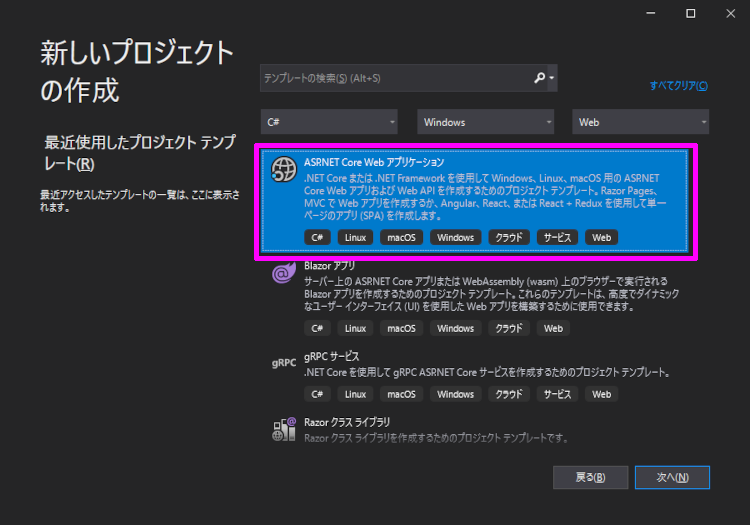 新しいプロジェクト
の作成
最近使用したプロジェクト テンプ
レート(R)
最近アクセスしたテンプレートの一覧は、ここに表示さ
れます。
テンプレートの検索(S) (Alt+S)
すべてクリア(C)
C#
Windows
Web
ASRNET Core Web アプリケーション
.NET Core または .NET Framework を使用して Windows、Linux、macOS 用の ASRNET
Core Web アプリおよび Web API を作成するためのプロジェクト テンプレート。Razor Pages、
MVC で Web アプリを作成するか、Angular、React、または React + Redux を使用して単一
ページのアプリ (SPA) を作成します。
C# Linux macOS Windows クラウド サービス Web
Blazor アプリ
サーバー上の ASRNET Core アプリまたは WebAssembly (wasm) 上のブラウザーで実行される
Blazor アプリを作成するためのプロジェクト テンプレート。これらのテンプレートは、高度でダイナミック
なユーザー インターフェイス (UI) を使用した Web アプリを構築するために使用できます。
C# Linux macOS Windows クラウド Web
gRPC gRPC サービス
.NET Core を使用して gRPC ASRNET Core サービスを作成するためのプロジェクト テンプレート。
C# Linux macOS Windows クラウド サービス Web
Razor クラス ライブラリ
Razor クラス ライブラリを作成するためのプロジェクト テンプレートです。
戻る(B)
次へ(N)